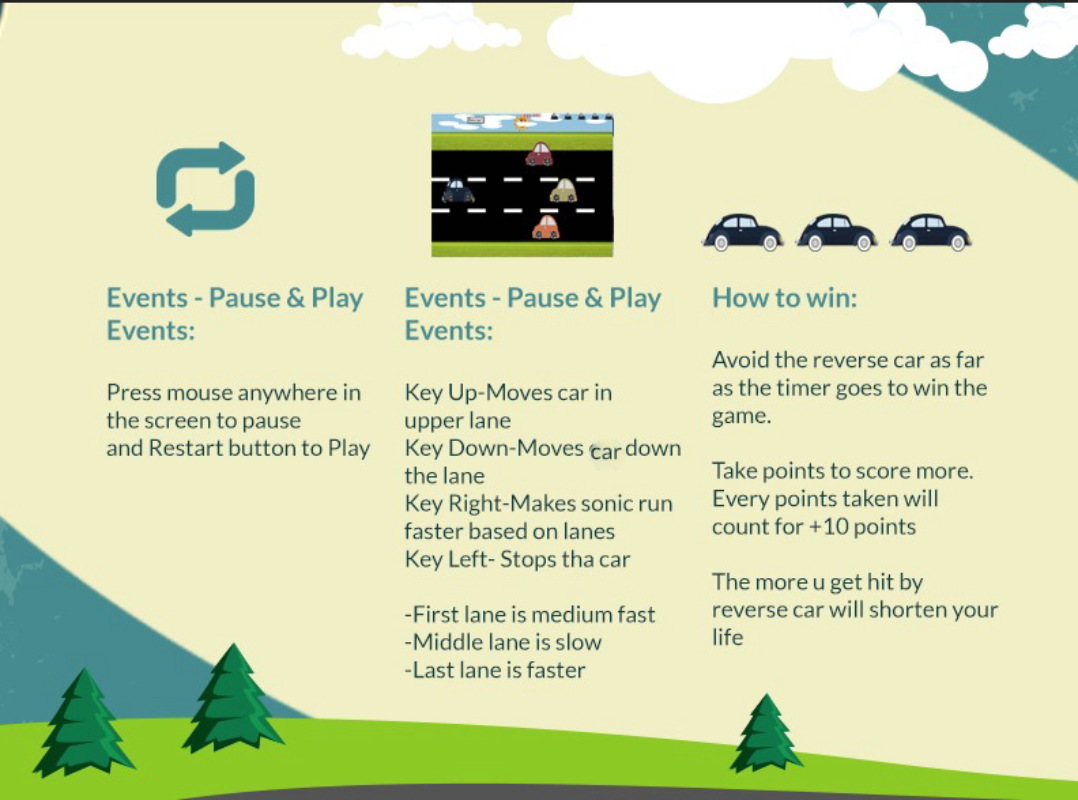 Events - Pause & Play
Events:
Press mouse anywhere in
the screen to pause
and Restart button to Play
Events - Pause & Play
Events:
Key Up-Moves car in
upper lane
Key Down-Moves car down
the lane
Key Right-Makes sonic run
faster based on lanes
Key Left- Stops tha car
-First lane is medium fast
-Middle lane is slow
-Last lane is faster
How to win:
Avoid the reverse car as far
as the timer goes to win the
game.
Take points to score more.
Every points taken will
count for +10 points
The more u get hit by
reverse car will shorten your
life